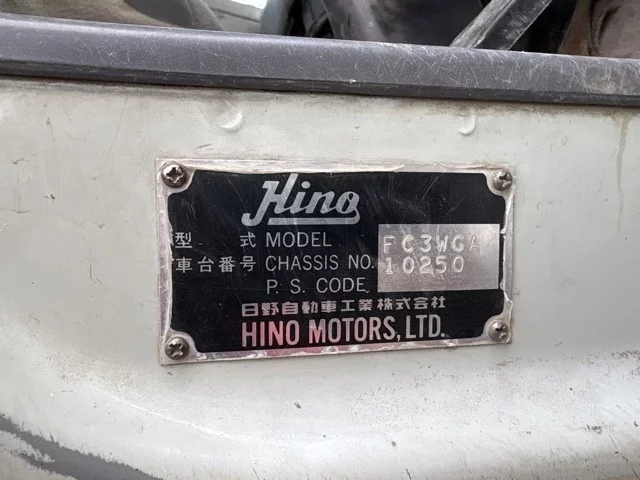 Hino
型 式 MODEL FC3WGA
車台番号 CHASSIS NO. 10250
P. S. CODE
日野自動車工業株式会社
HINO MOTORS, LTD.